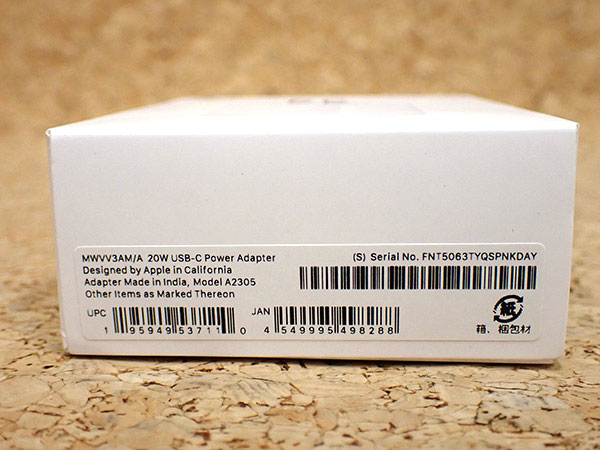 MWVV3AM/A 20W USB-C Power Adapter
Designed by Apple in California
Adapter Made in India, Model A2305
Other Items as Marked Thereon
(S) Serial No. FNT5063TYQSPNKDAY
UPC
1 95949 53711 0
JAN
4 549995 498288
紙
箱、梱包材